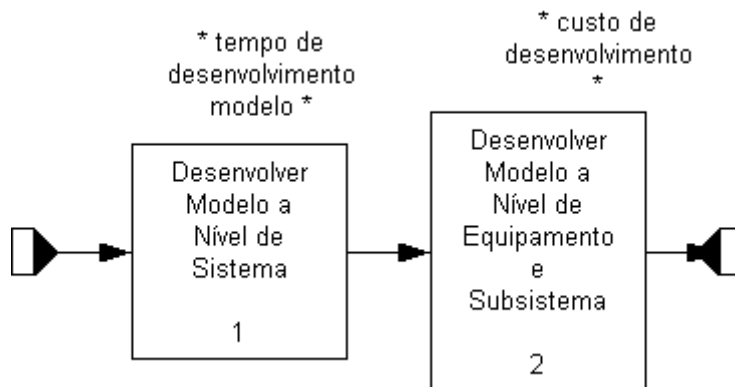 * tempo de
desenvolvimento
modelo *
* custo de
desenvolvimento
*
Desenvolver
Modelo a
Nível de
Sistema
1
Desenvolver
Modelo a
Nível de
Equipamento
e
Subsistema
2